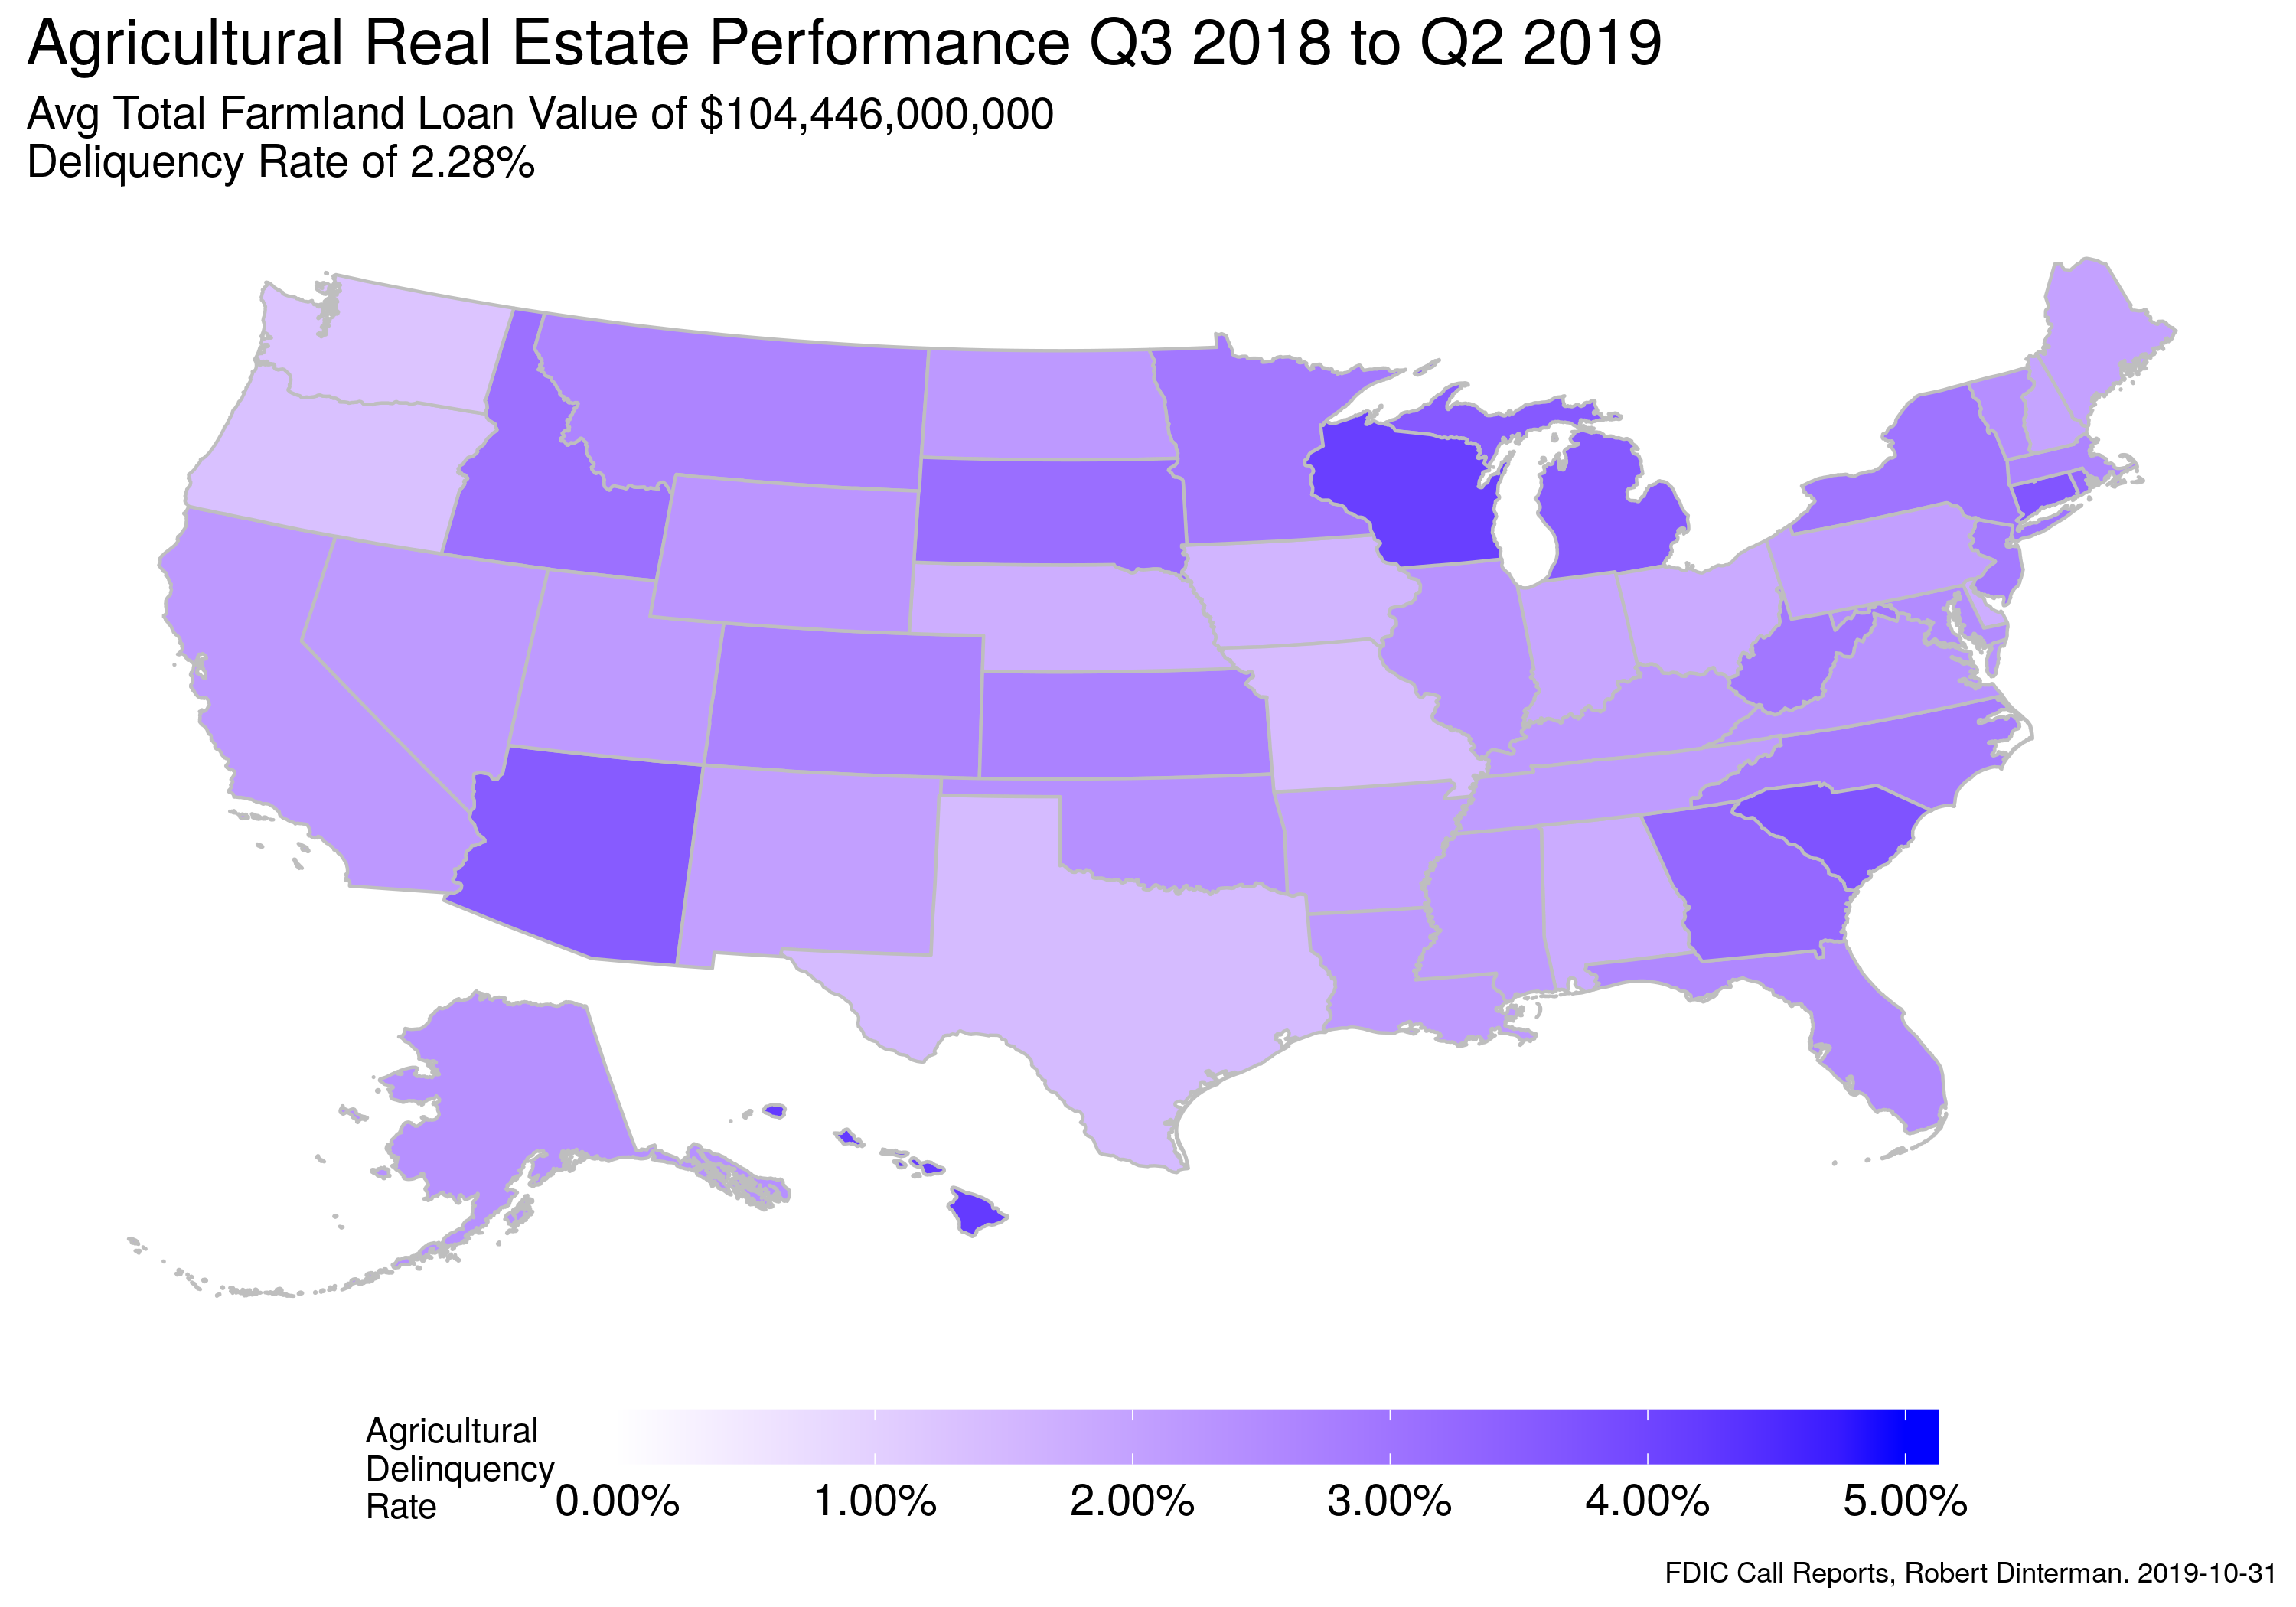 Agricultural Real Estate Performance Q3 2018 to Q2 2019
Avg Total Farmland Loan Value of $104,446,000,000
Deliquency Rate of 2.28%
Agricultural
Delinquency
Rate
0.00% 1.00% 2.00% 3.00% 4.00% 5.00%
FDIC Call Reports, Robert Dinterman. 2019-10-31